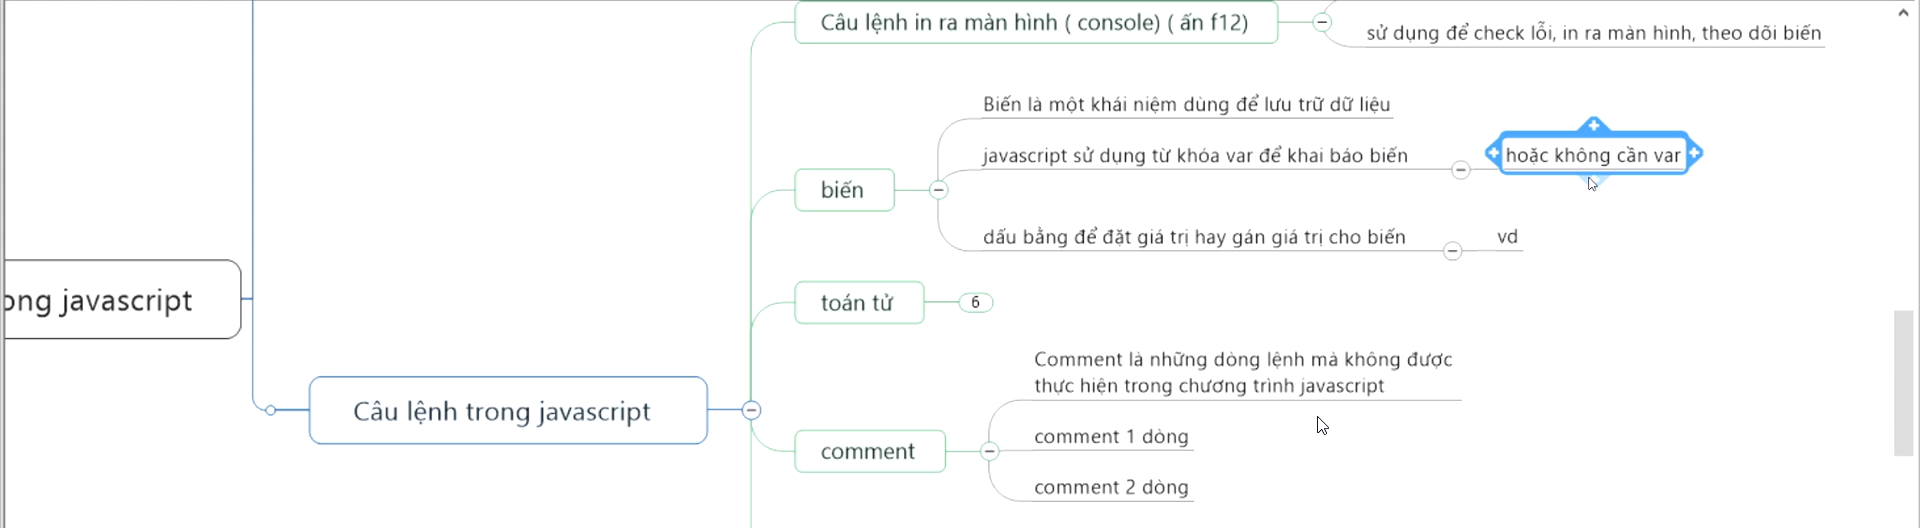 Câu lệnh in ra màn hình ( console) ( ấn f12)
sử dụng để check lỗi, in ra màn hình, theo dõi biến
Biến là một khái niệm dùng để lưu trữ dữ liệu
javascript sử dụng từ khóa var để khai báo biến
hoặc không cần var
biến
dấu bằng để đặt giá trị hay gán giá trị cho biến
vd
ong javascript
toán tử
6
Comment là những dòng lệnh mà không được
thực hiện trong chương trình javascript
Câu lệnh trong javascript
comment 1 dòng
comment
comment 2 dòng